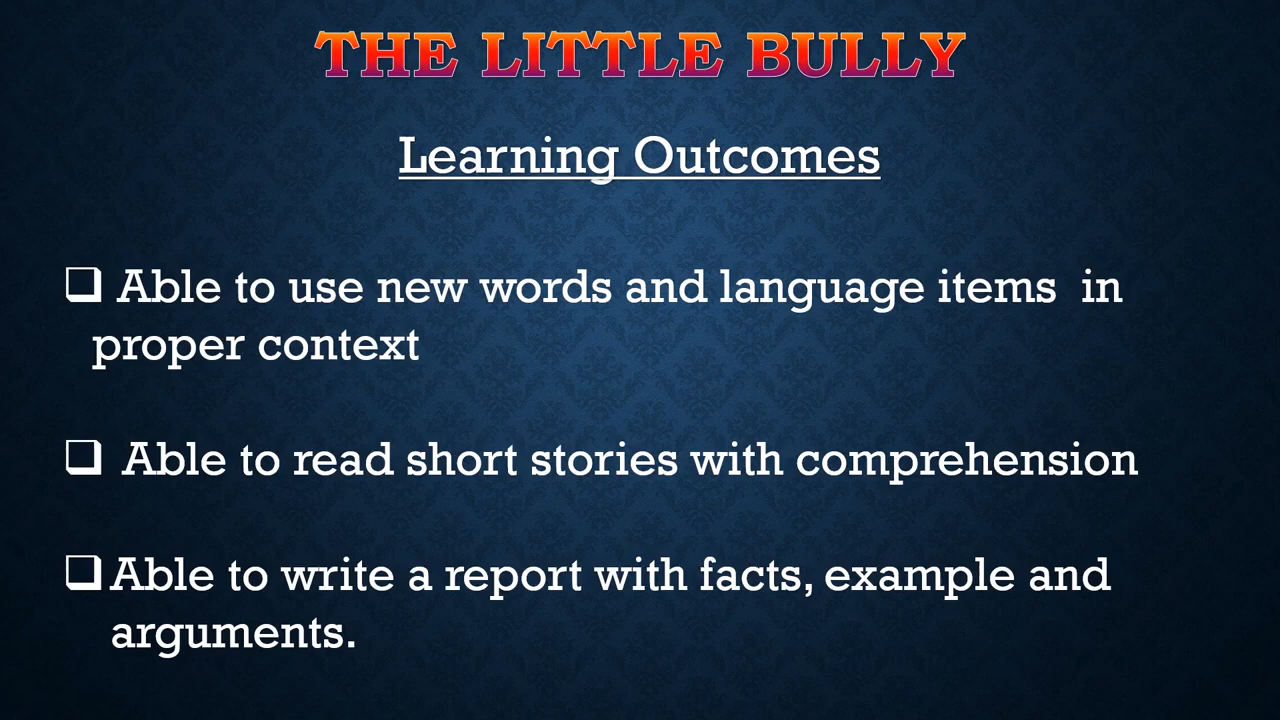 THE LITTLE BULLY
Learning Outcomes
❑ Able to use new words and language items in
proper context
❑ Able to read short stories with comprehension
❑ Able to write a report with facts, example and
arguments.